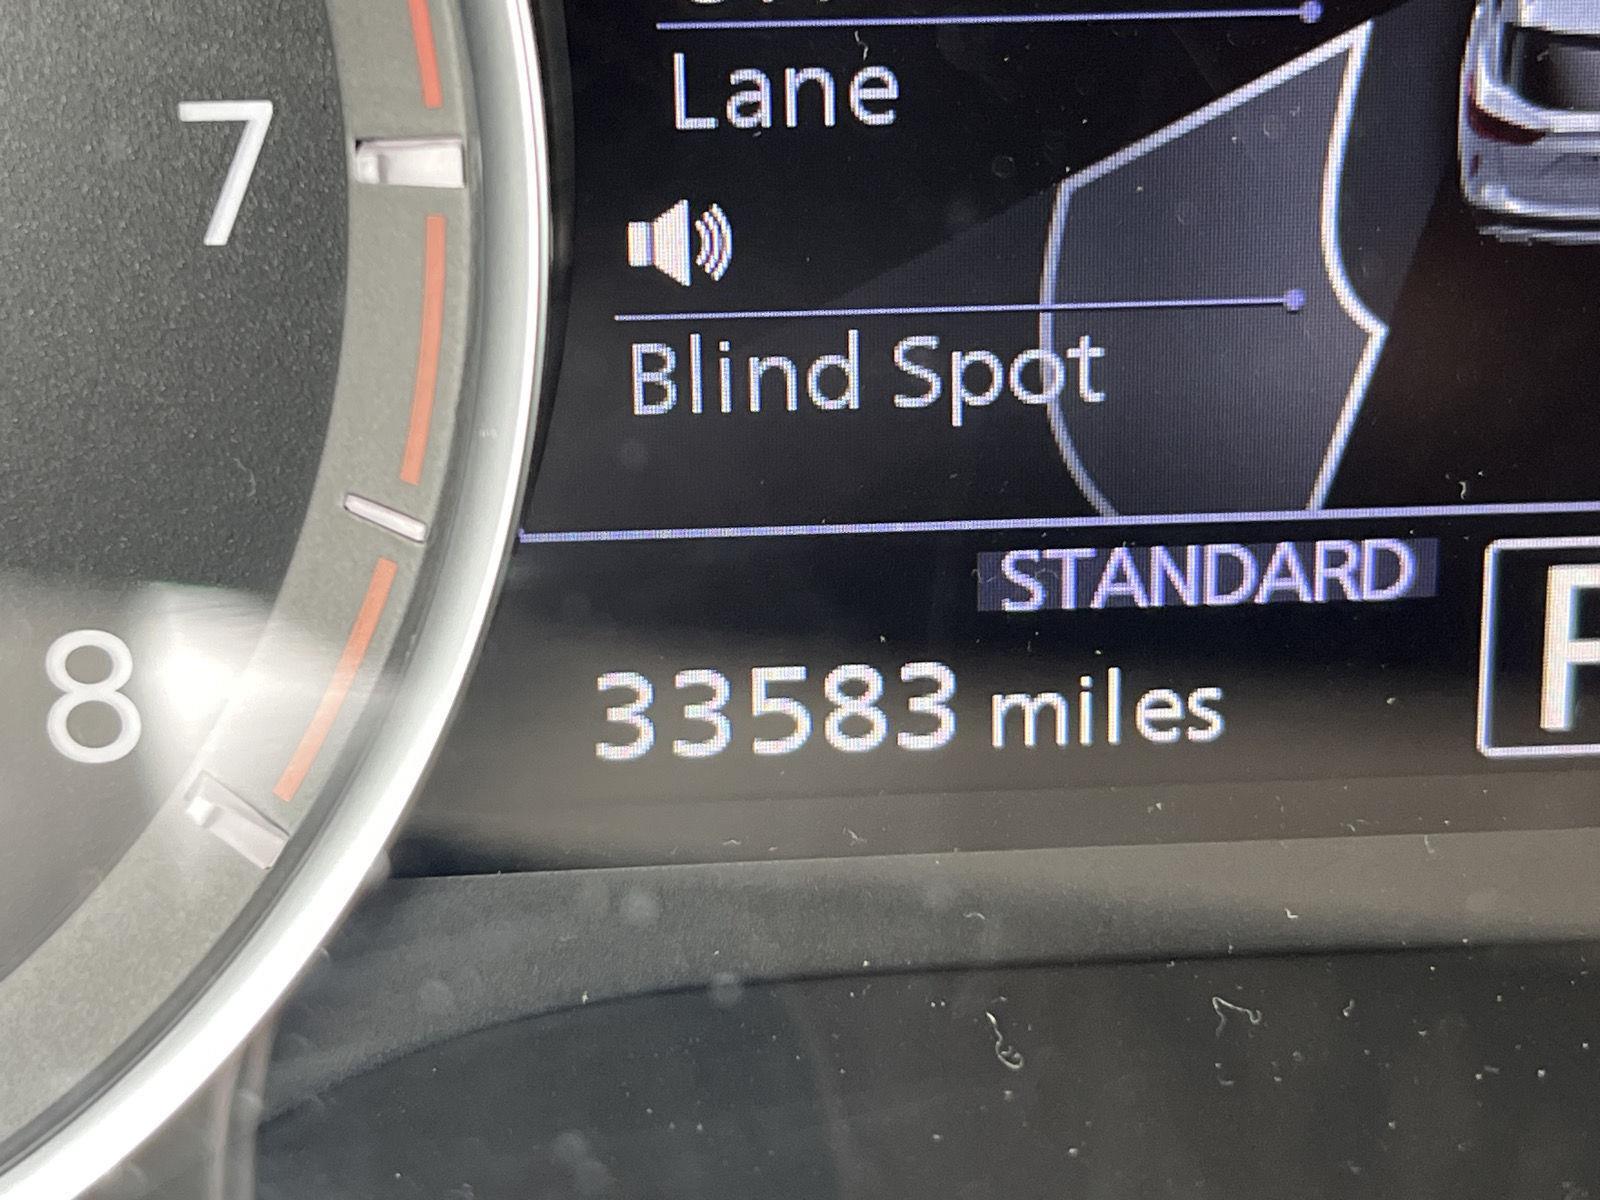 7
Lane
Blind Spot
STANDARD
8
33583 miles